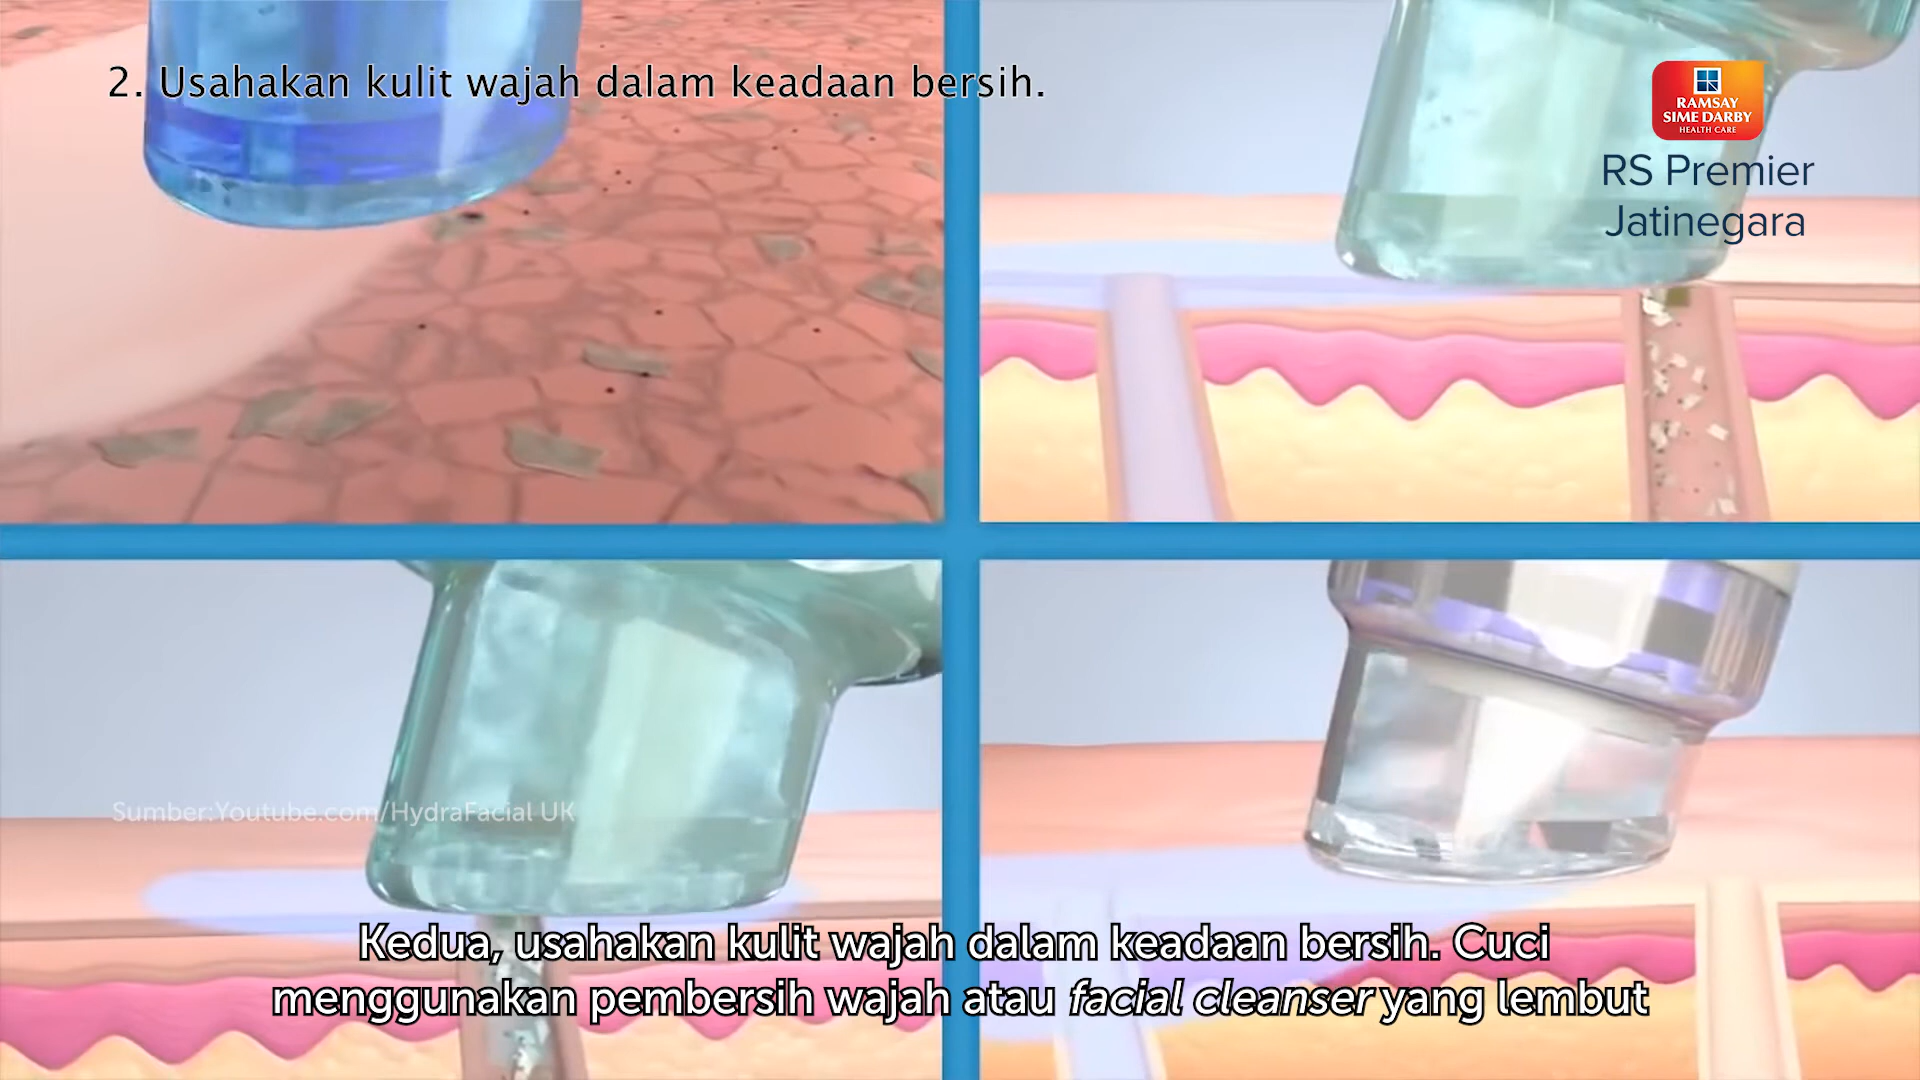 2. Usahakan kulit wajah dalam keadaan bersih.
RAMSAY
SIME DARBY
HEALTH CARE
RS Premier
Jatinegara
Sumber:Youtube.com/HydraFacial UK
Kedua, usahakan kulit wajah dalam keadaan bersih. Cuci
menggunakan pembersih wajah atau facial cleanser yang lembut